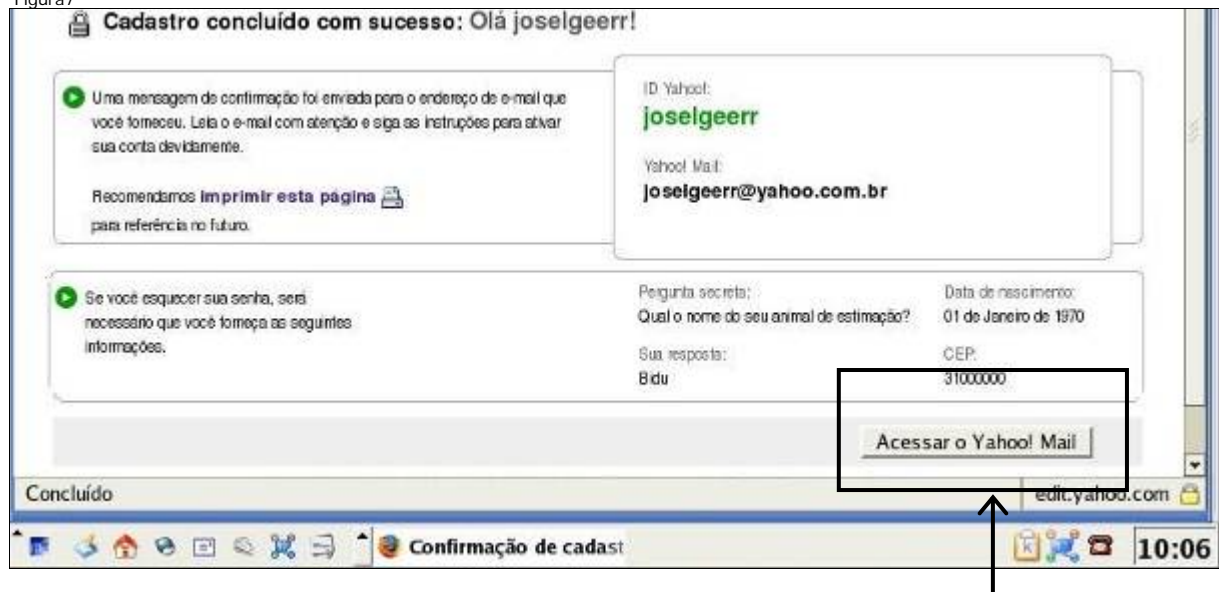 Figura7
Cadastro concluído com sucesso: Olá joselgeerr!
Uma mensagem de confirmação foi enviada para o endereço de e-mail que
você forneceu. Leia o e-mail com atenção e siga as instruções para ativar
sua conta devidamente.
Recomendamos imprimir esta página
para referência no futuro.
ID Yahoo!:
joselgeerr
Yahoo! Mail:
joselgeerr@yahoo.com.br
Se você esquecer sua senha, será
necessário que você forneça as seguintes
informações.
Pergunta secreta:
Qual o nome do seu animal de estimação?
Data de nascimento:
01 de Janeiro de 1970
Sua resposta:
Bidu
CEP:
31000000
Acessar o Yahoo! Mail
Concluído
edit.yahoo.com
Confirmação de cadast
10:06